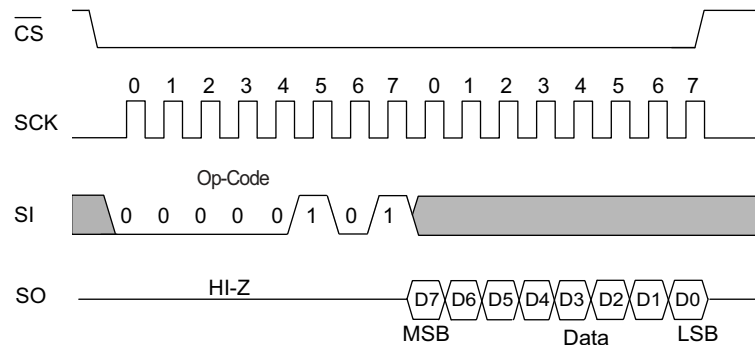 CS
0 1 2 3 4 5 6 7 0 1 2 3 4 5 6 7
SCK
Op-Code
SI 0 0 0 0 0 1 0 1
HI-Z
SO D7 D6 D5 D4 D3 D2 D1 D0
MSB Data LSB